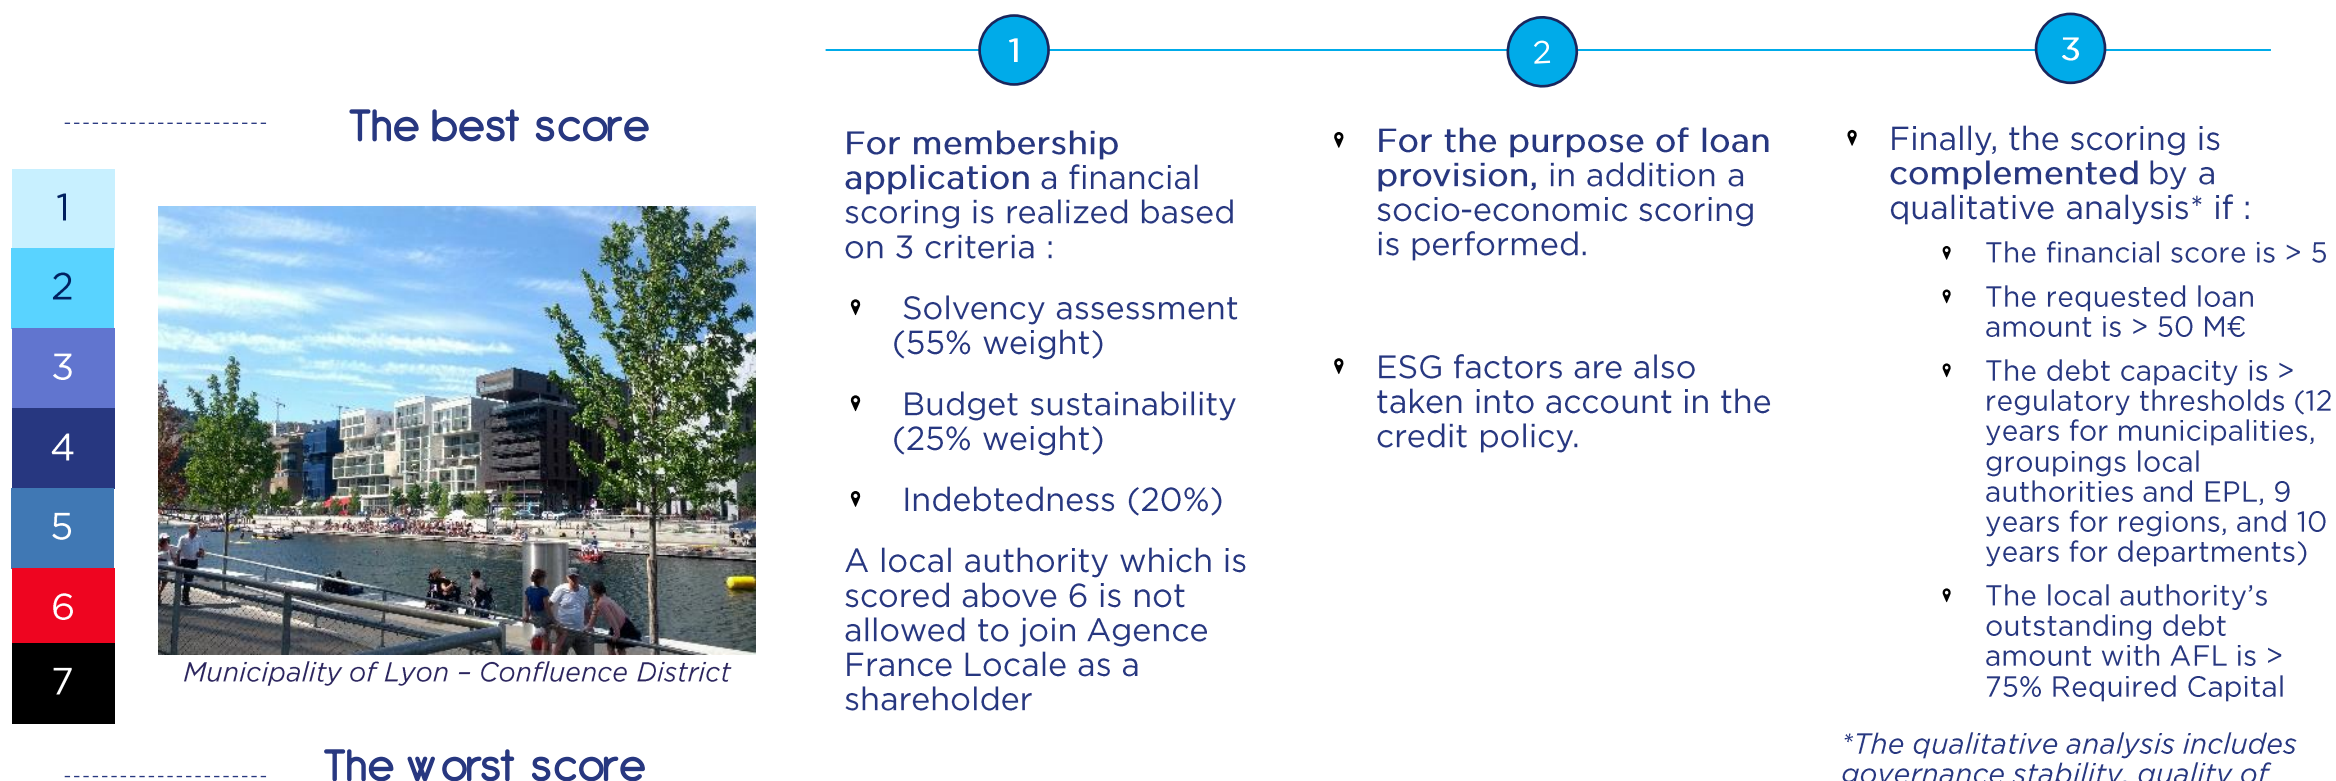 The best score
1
2
3
4
5
6
7
Municipality of Lyon – Confluence District
The worst score
1
For membership
application a financial
scoring is realized based
on 3 criteria :
Solvency assessment
(55% weight)
Budget sustainability
(25% weight)
Indebtedness (20%)
A local authority which is
scored above 6 is not
allowed to join Agence
France Locale as a
shareholder
2
For the purpose of loan
provision, in addition a
socio-economic scoring
is performed.
ESG factors are also
taken into account in the
credit policy.
3
Finally, the scoring is
complemented by a
qualitative analysis* if :
The financial score is > 5
The requested loan
amount is > 50 M€
The debt capacity is >
regulatory thresholds (12
years for municipalities,
groupings local
authorities and EPL, 9
years for regions, and 10
years for departments)
The local authority’s
outstanding debt
amount with AFL is >
75% Required Capital
*The qualitative analysis includes
governance stability, quality of